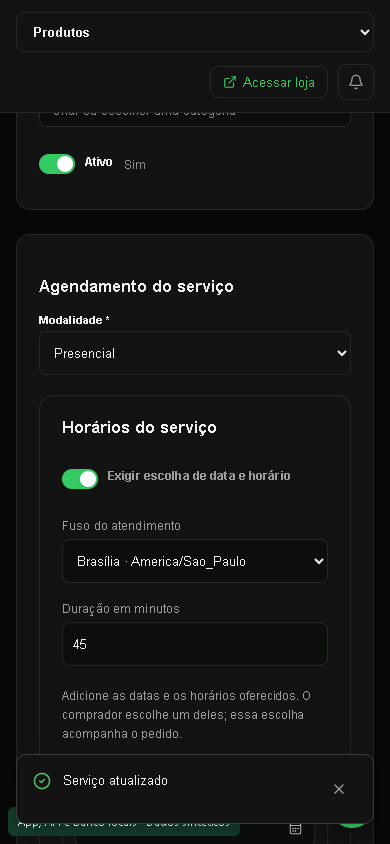 Produtos
Acessar loja
Ativo Sim
Agendamento do serviço
Modalidade *
Presencial
Horários do serviço
Exigir escolha de data e horário
Fuso do atendimento
Brasília · America/Sao_Paulo
Duração em minutos
45
Adicione as datas e os horários oferecidos. O
comprador escolhe um deles; essa escolha
acompanha o pedido.
Serviço atualizado